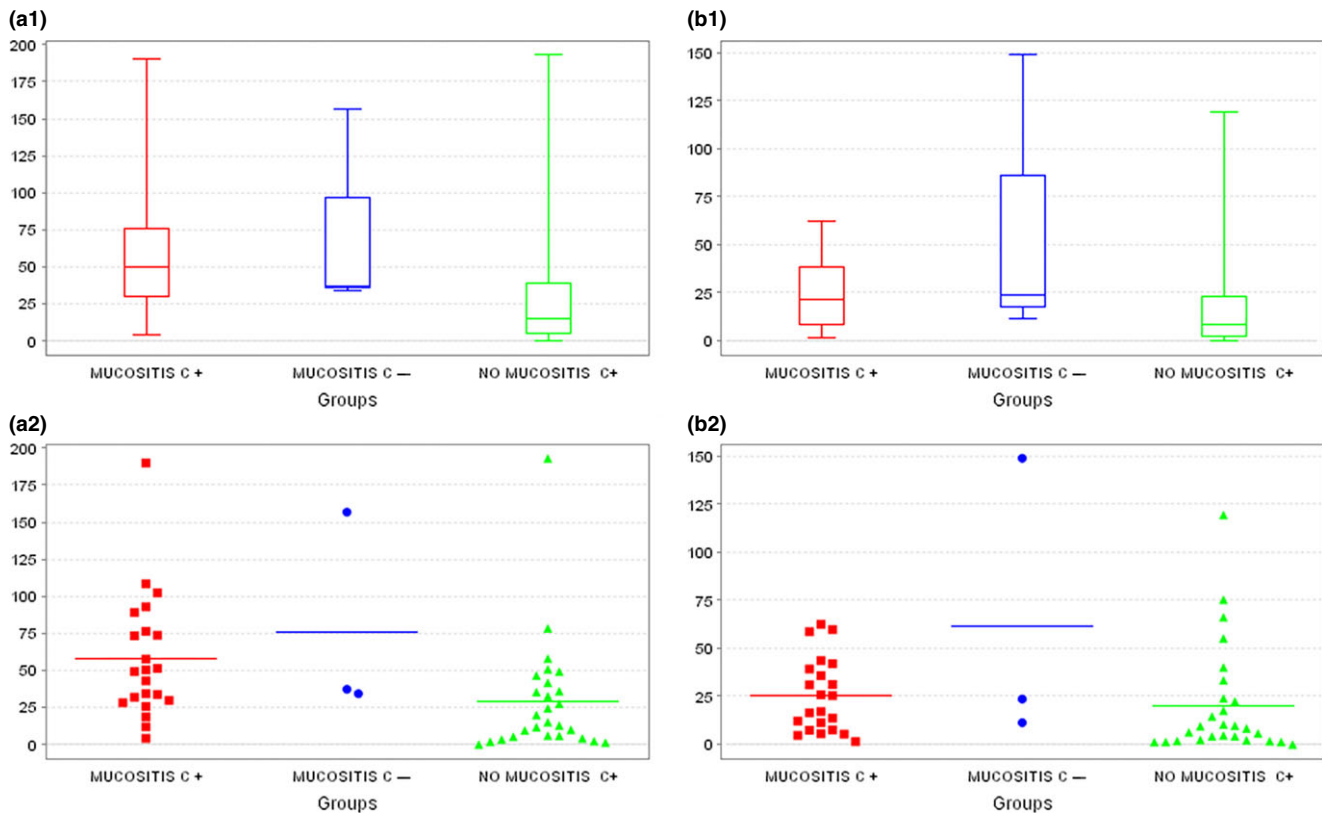 (a1)
200
175
150
125
100
75
50
25
0
MUCOSITIS C + MUCOSITIS C — NO MUCOSITIS C+
Groups
(b1)
150
125
100
75
50
25
0
MUCOSITIS C + MUCOSITIS C — NO MUCOSITIS C+
Groups
(a2)
200
175
150
125
100
75
50
25
0
MUCOSITIS C + MUCOSITIS C — NO MUCOSITIS C+
Groups
(b2)
150
125
100
75
50
25
0
MUCOSITIS C + MUCOSITIS C — NO MUCOSITIS C+
Groups